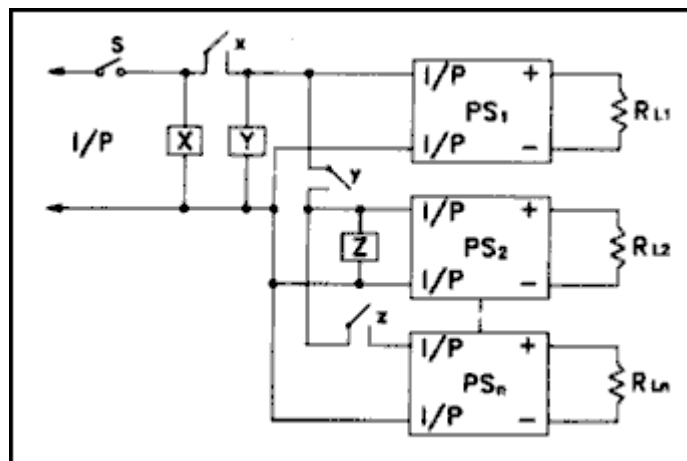 S
x
I/P +
PS1
I/P -
RL1
I/P
X
Y
y
I/P +
PS2
I/P -
RL2
Z
z
I/P +
PSn
I/P -
RLn